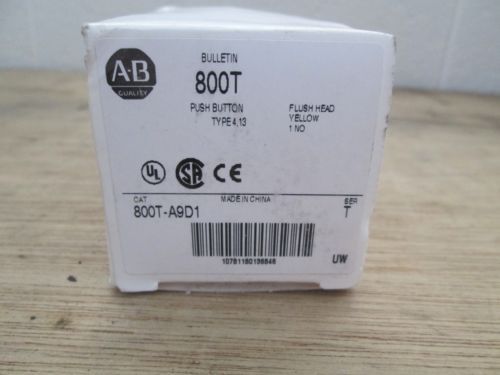 A-B
QUALITY
BULLETIN
800T
PUSH BUTTON
TYPE 4,13
FLUSH HEAD
YELLOW
1 NO
UL
SA
CE
CAT
800T-A9D1
MADE IN CHINA
SER
T
UW